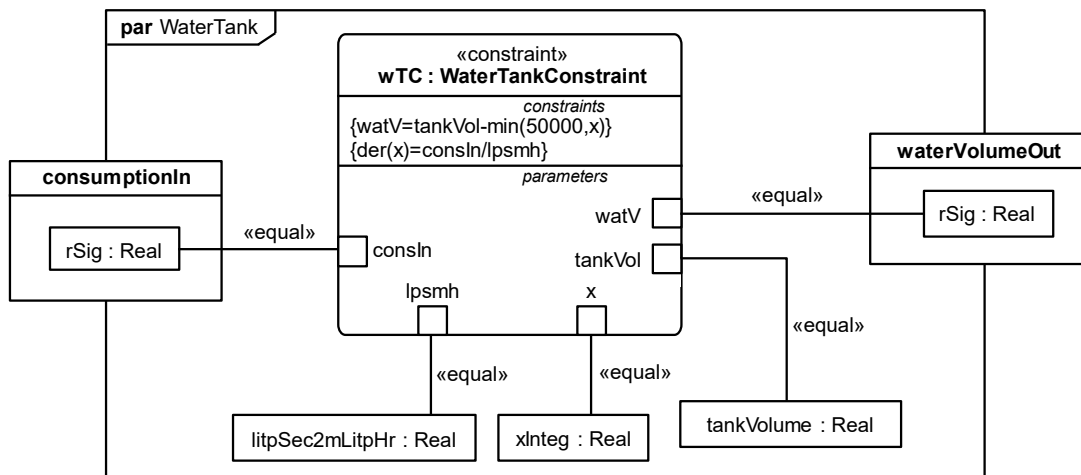 par WaterTank
«constraint»
wTC : WaterTankConstraint
constraints
{watV=tankVol-min(50000,x)}
{der(x)=consIn/lpsmh}
parameters
consumptionIn
rSig : Real
«equal»
consIn
watV
tankVol
lpsmh
x
«equal»
waterVolumeOut
rSig : Real
«equal»
«equal»
«equal»
litpSec2mLitpHr : Real
xInteg : Real
tankVolume : Real